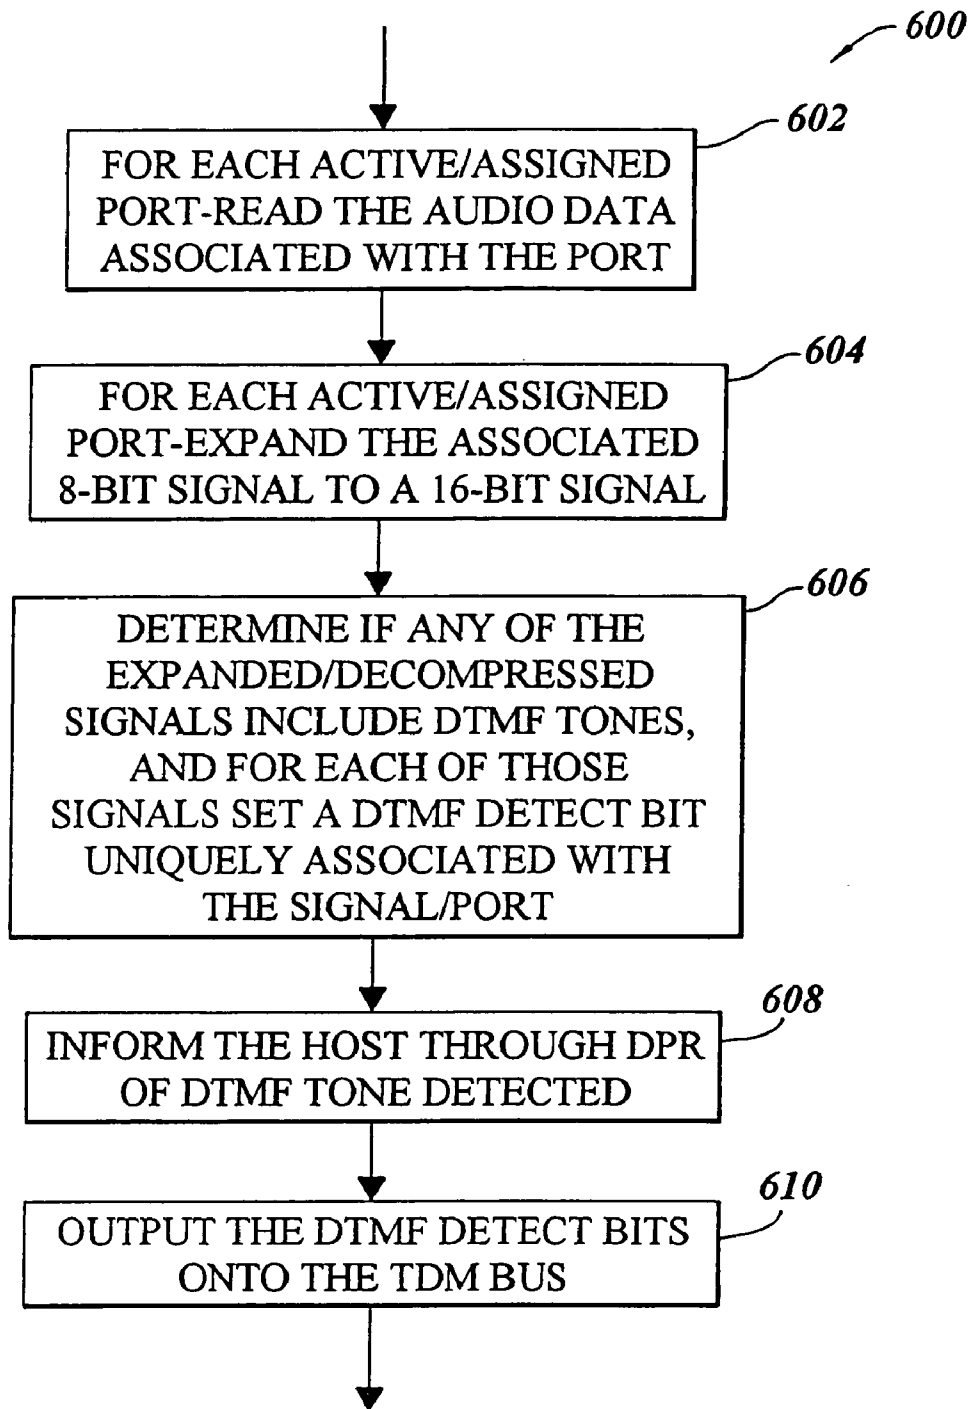 600
602
FOR EACH ACTIVE/ASSIGNED
PORT-READ THE AUDIO DATA
ASSOCIATED WITH THE PORT
604
FOR EACH ACTIVE/ASSIGNED
PORT-EXPAND THE ASSOCIATED
8-BIT SIGNAL TO A 16-BIT SIGNAL
606
DETERMINE IF ANY OF THE
EXPANDED/DECOMPRESSED
SIGNALS INCLUDE DTMF TONES,
AND FOR EACH OF THOSE
SIGNALS SET A DTMF DETECT BIT
UNIQUELY ASSOCIATED WITH
THE SIGNAL/PORT
608
INFORM THE HOST THROUGH DPR
OF DTMF TONE DETECTED
610
OUTPUT THE DTMF DETECT BITS
ONTO THE TDM BUS